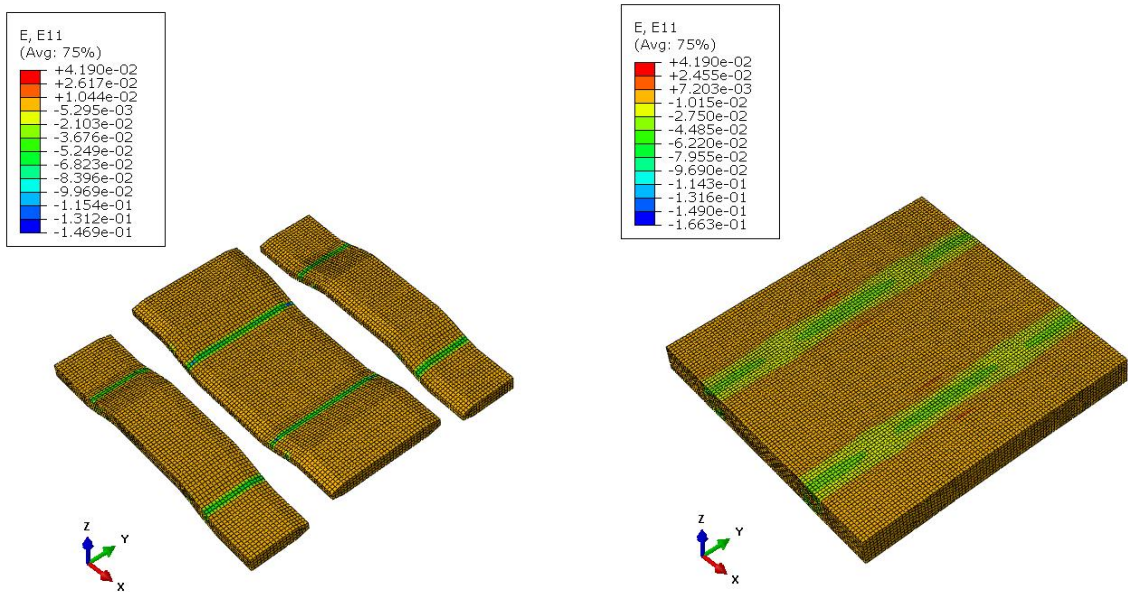 E, E11
(Avg: 75%)
+4.190e-02
+2.617e-02
+1.044e-02
-5.295e-03
-2.103e-02
-3.676e-02
-5.249e-02
-6.823e-02
-8.396e-02
-9.969e-02
-1.154e-01
-1.312e-01
-1.469e-01
Z
Y
X
E, E11
(Avg: 75%)
+4.190e-02
+2.455e-02
+7.203e-03
-1.015e-02
-2.750e-02
-4.485e-02
-6.220e-02
-7.955e-02
-9.690e-02
-1.143e-01
-1.316e-01
-1.490e-01
-1.663e-01
Z
Y
X